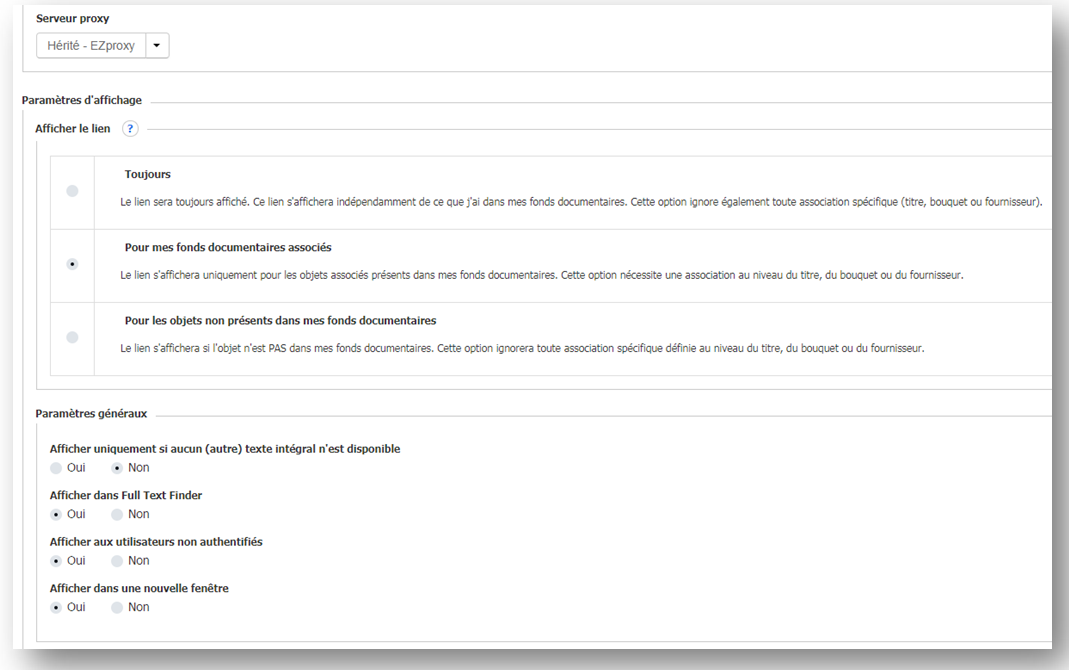 Serveur proxy
Hérité - EZproxy
Paramètres d'affichage
Afficher le lien ?
Toujours
Le lien sera toujours affiché. Ce lien s'affichera indépendamment de ce que j'ai dans mes fonds documentaires. Cette option ignore également toute association spécifique (titre, bouquet ou fournisseur).
Pour mes fonds documentaires associés
Le lien s'affichera uniquement pour les objets associés présents dans mes fonds documentaires. Cette option nécessite une association au niveau du titre, du bouquet ou du fournisseur.
Pour les objets non présents dans mes fonds documentaires
Le lien s'affichera si l'objet n'est PAS dans mes fonds documentaires. Cette option ignorera toute association spécifique définie au niveau du titre, du bouquet ou du fournisseur.
Paramètres généraux
Afficher uniquement si aucun (autre) texte intégral n'est disponible
Oui Non
Afficher dans Full Text Finder
Oui Non
Afficher aux utilisateurs non authentifiés
Oui Non
Afficher dans une nouvelle fenêtre
Oui Non